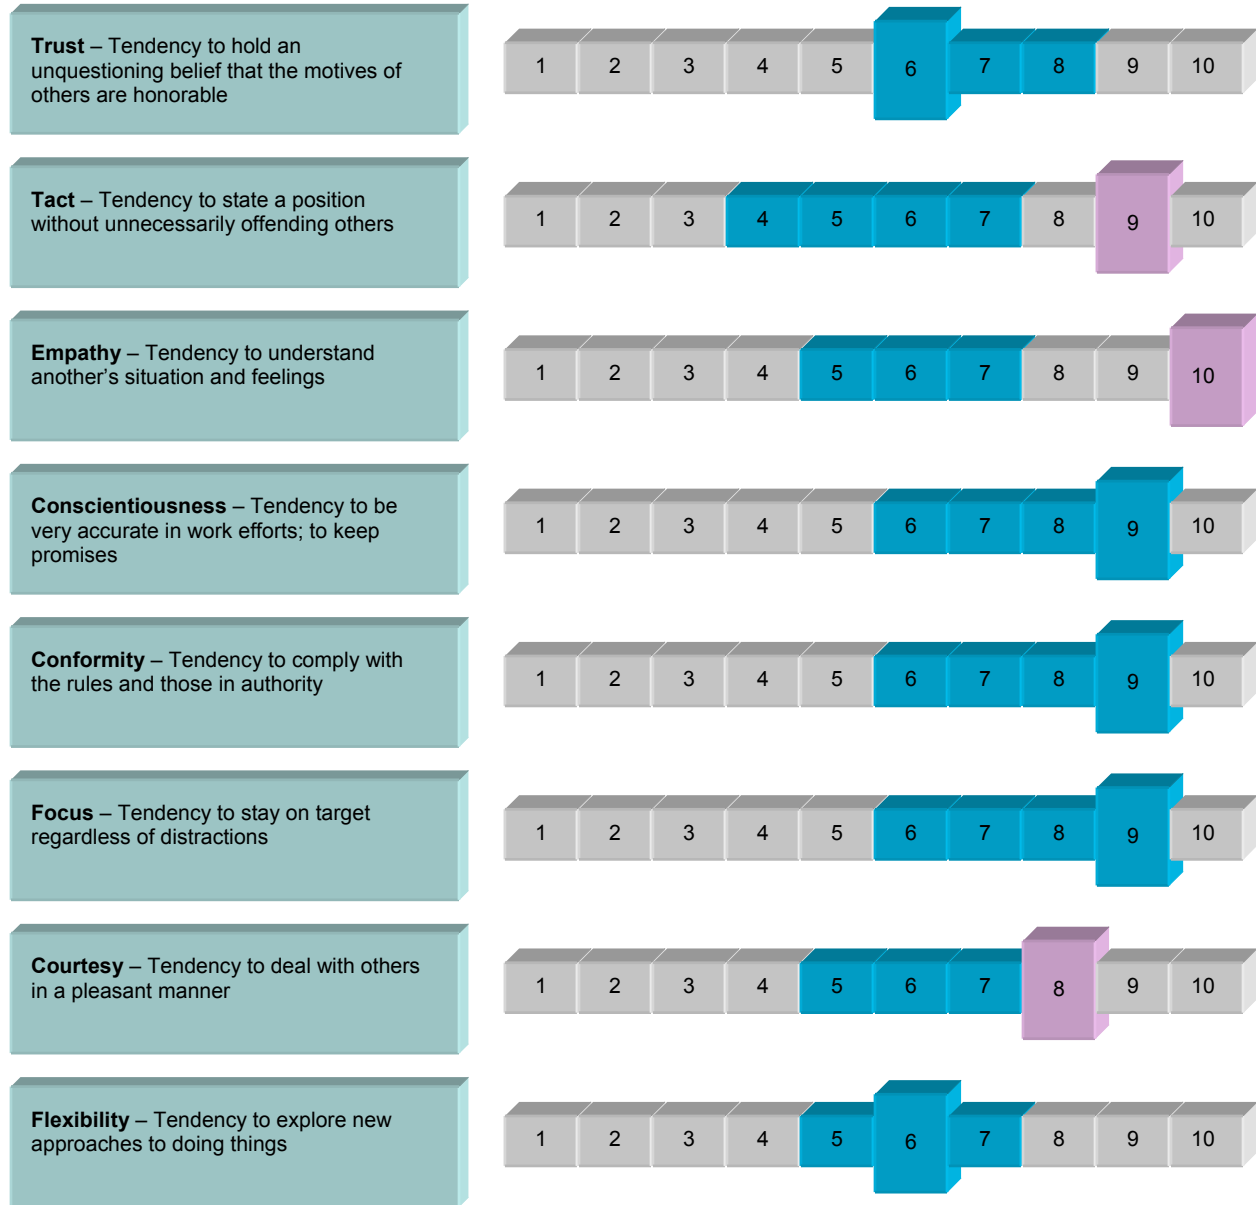 Trust – Tendency to hold an
unquestioning belief that the motives of
others are honorable
1 2 3 4 5 6 7 8 9 10
Tact – Tendency to state a position
without unnecessarily offending others
1 2 3 4 5 6 7 8 9 10
Empathy – Tendency to understand
another’s situation and feelings
1 2 3 4 5 6 7 8 9 10
Conscientiousness – Tendency to be
very accurate in work efforts; to keep
promises
1 2 3 4 5 6 7 8 9 10
Conformity – Tendency to comply with
the rules and those in authority
1 2 3 4 5 6 7 8 9 10
Focus – Tendency to stay on target
regardless of distractions
1 2 3 4 5 6 7 8 9 10
Courtesy – Tendency to deal with others
in a pleasant manner
1 2 3 4 5 6 7 8 9 10
Flexibility – Tendency to explore new
approaches to doing things
1 2 3 4 5 6 7 8 9 10